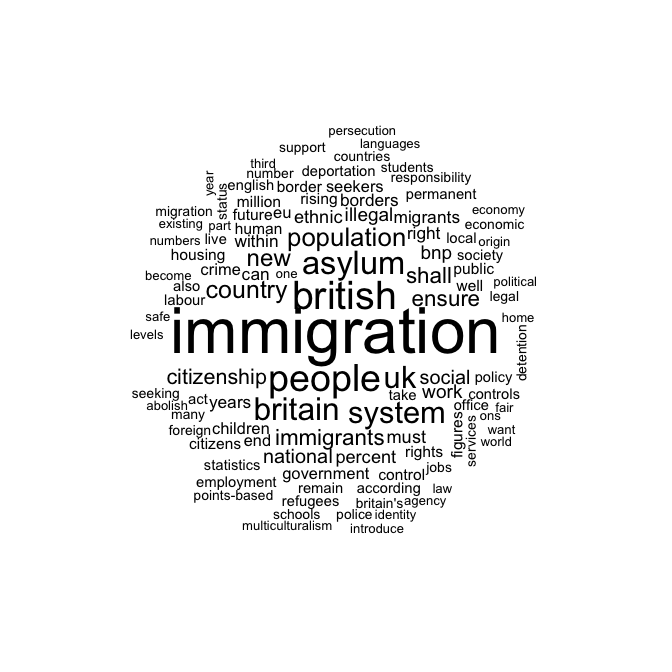 persecution
support languages
countries
third
number deportation students
year status english border seekers responsibility
million rising borders permanent
migration future eu ethnic illegal migrants economy
existing part human population right local origin economic
numbers live within
housing new asylum bnp society
become crime can one shall public
also country british ensure well political
labour legal
safe immigration home
levels detention
citizenship people uk social policy
seeking act years take work controls
abolish britain system office fair
many figures ons
foreign children immigrants must services want
citizens end world
national percent rights
statistics government control jobs
employment
points-based remain according law
refugees britain's agency
schools police identity
multiculturalism introduce